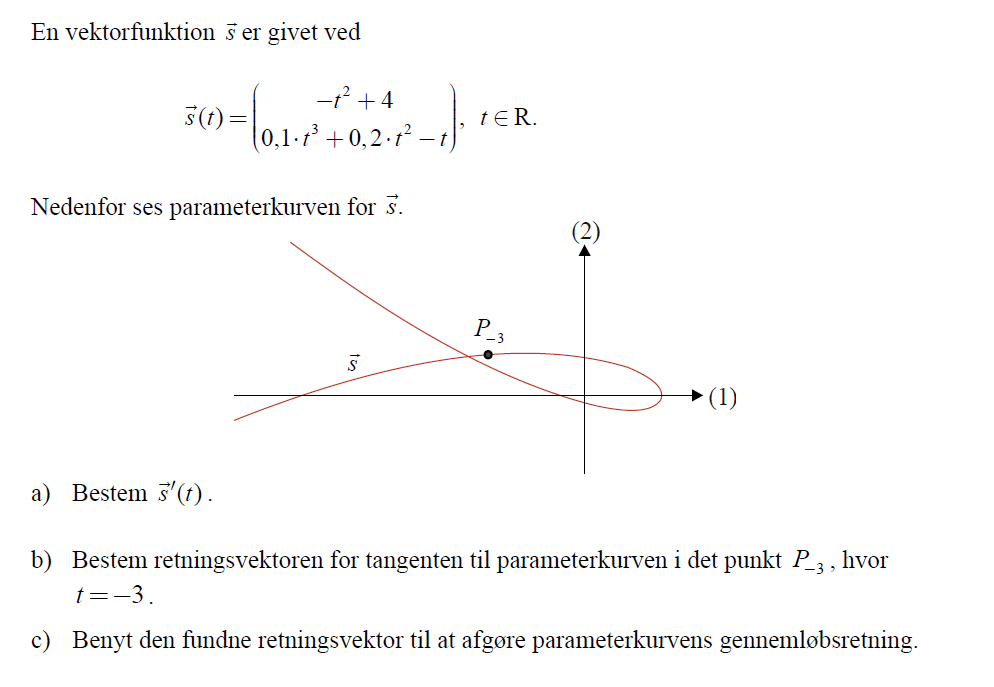 En vektorfunktion s⃗ er givet ved
s⃗(t) = (−t² + 4
0,1·t³ + 0,2·t² − t), t ∈ R.
Nedenfor ses parameterkurven for s⃗.
(2)
P₋₃
s⃗
(1)
a) Bestem s⃗′(t).
b) Bestem retningsvektoren for tangenten til parameterkurven i det punkt P₋₃, hvor
t = −3.
c) Benyt den fundne retningsvektor til at afgøre parameterkurvens gennemløbsretning.